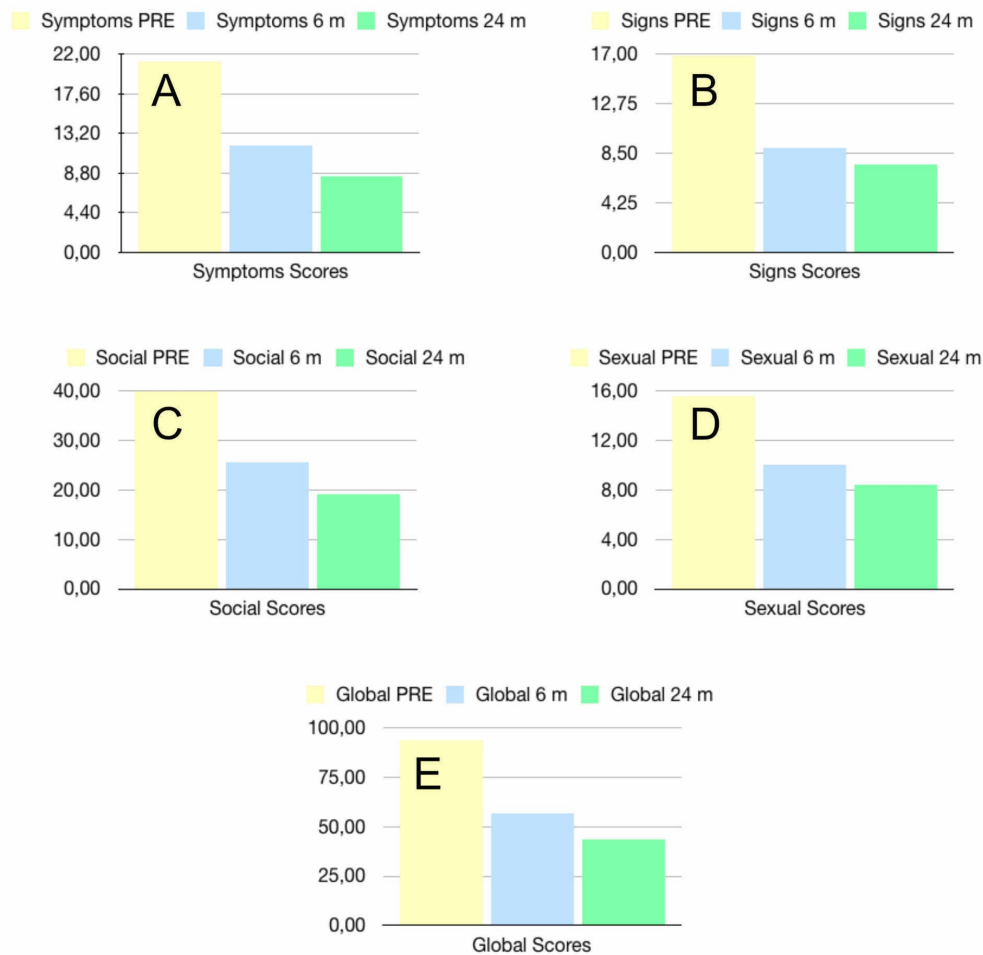 Symptoms PRE Symptoms 6 m Symptoms 24 m
22,00
17,60
13,20
8,80
4,40
0,00
A
Symptoms Scores
Signs PRE Signs 6 m Signs 24 m
17,00
12,75
8,50
4,25
0,00
B
Signs Scores
Social PRE Social 6 m Social 24 m
40,00
30,00
20,00
10,00
0,00
C
Social Scores
Sexual PRE Sexual 6 m Sexual 24 m
16,00
12,00
8,00
4,00
0,00
D
Sexual Scores
Global PRE Global 6 m Global 24 m
100,00
75,00
50,00
25,00
0,00
E
Global Scores